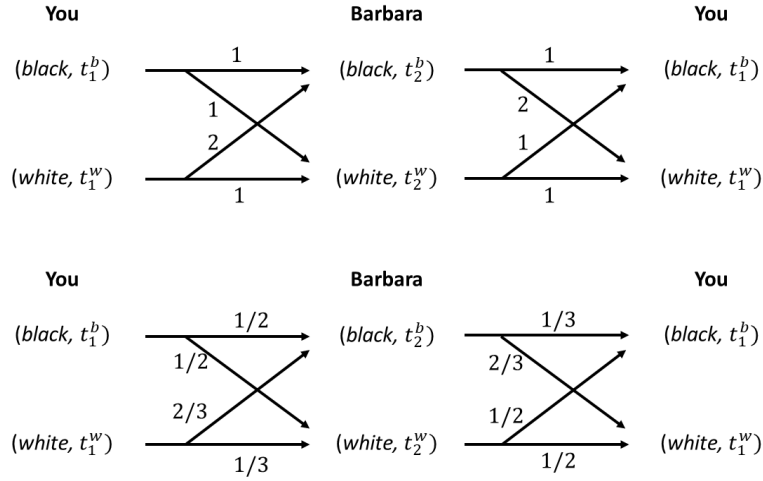 You Barbara You
1 1
(black, t₁ᵇ) (black, t₂ᵇ) (black, t₁ᵇ)
1 2
2 1
(white, t₁ʷ) (white, t₂ʷ) (white, t₁ʷ)
1 1
You Barbara You
1/2 1/3
(black, t₁ᵇ) (black, t₂ᵇ) (black, t₁ᵇ)
1/2 2/3
2/3 1/2
(white, t₁ʷ) (white, t₂ʷ) (white, t₁ʷ)
1/3 1/2